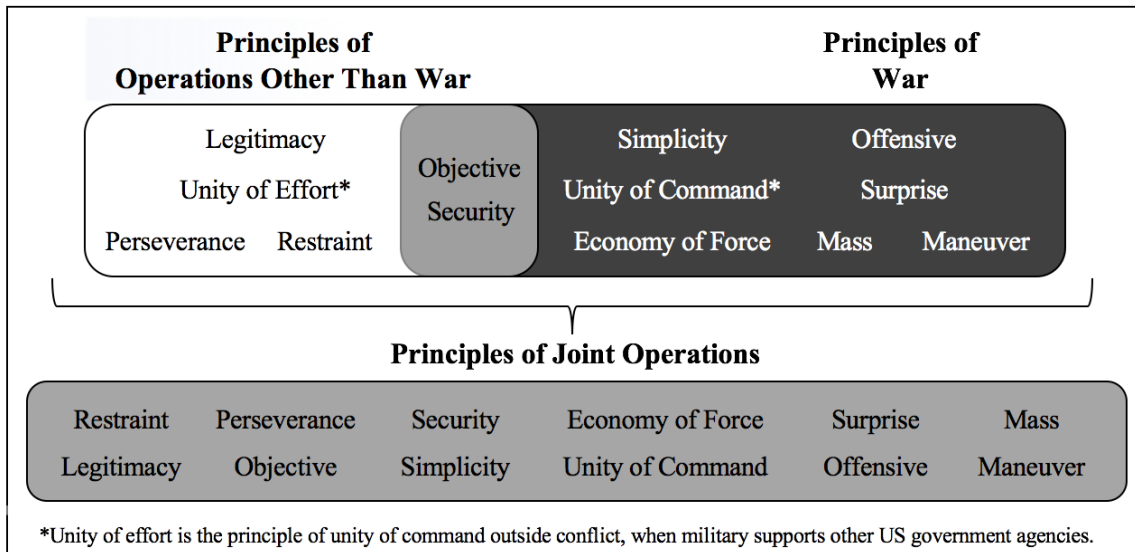 Principles of
Operations Other Than War
Principles of
War
Legitimacy
Unity of Effort*
Perseverance Restraint
Objective
Security
Simplicity Offensive
Unity of Command* Surprise
Economy of Force Mass Maneuver
Principles of Joint Operations
Restraint Perseverance Security Economy of Force Surprise Mass
Legitimacy Objective Simplicity Unity of Command Offensive Maneuver
*Unity of effort is the principle of unity of command outside conflict, when military supports other US government agencies.